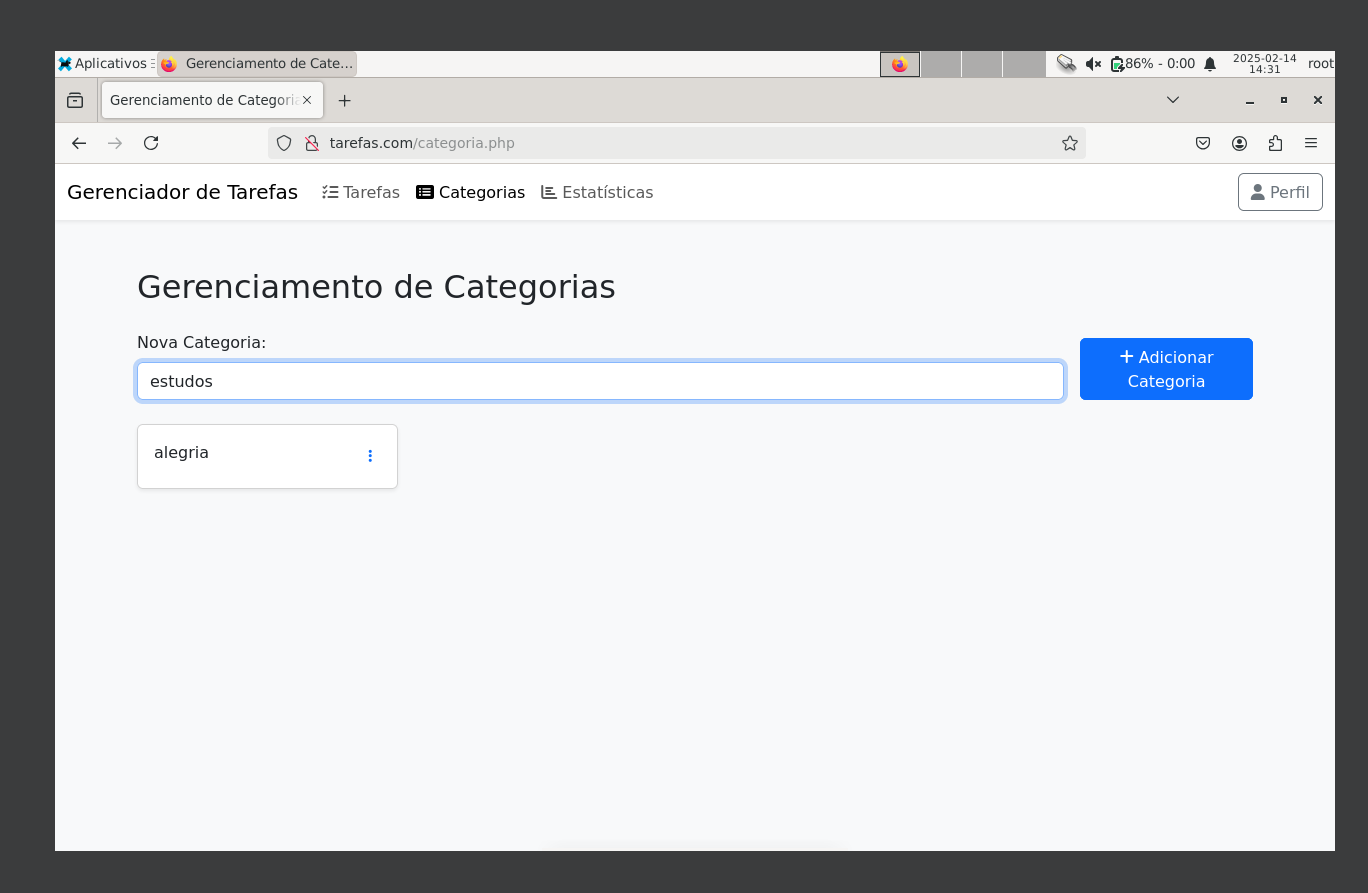 Aplicativos
Gerenciamento de Cate...
86% - 0:00
2025-02-14
14:31
root
Gerenciamento de Categoria
tarefas.com/categoria.php
Gerenciador de Tarefas
Tarefas
Categorias
Estatísticas
Perfil
Gerenciamento de Categorias
Nova Categoria:
estudos
Adicionar
Categoria
alegria